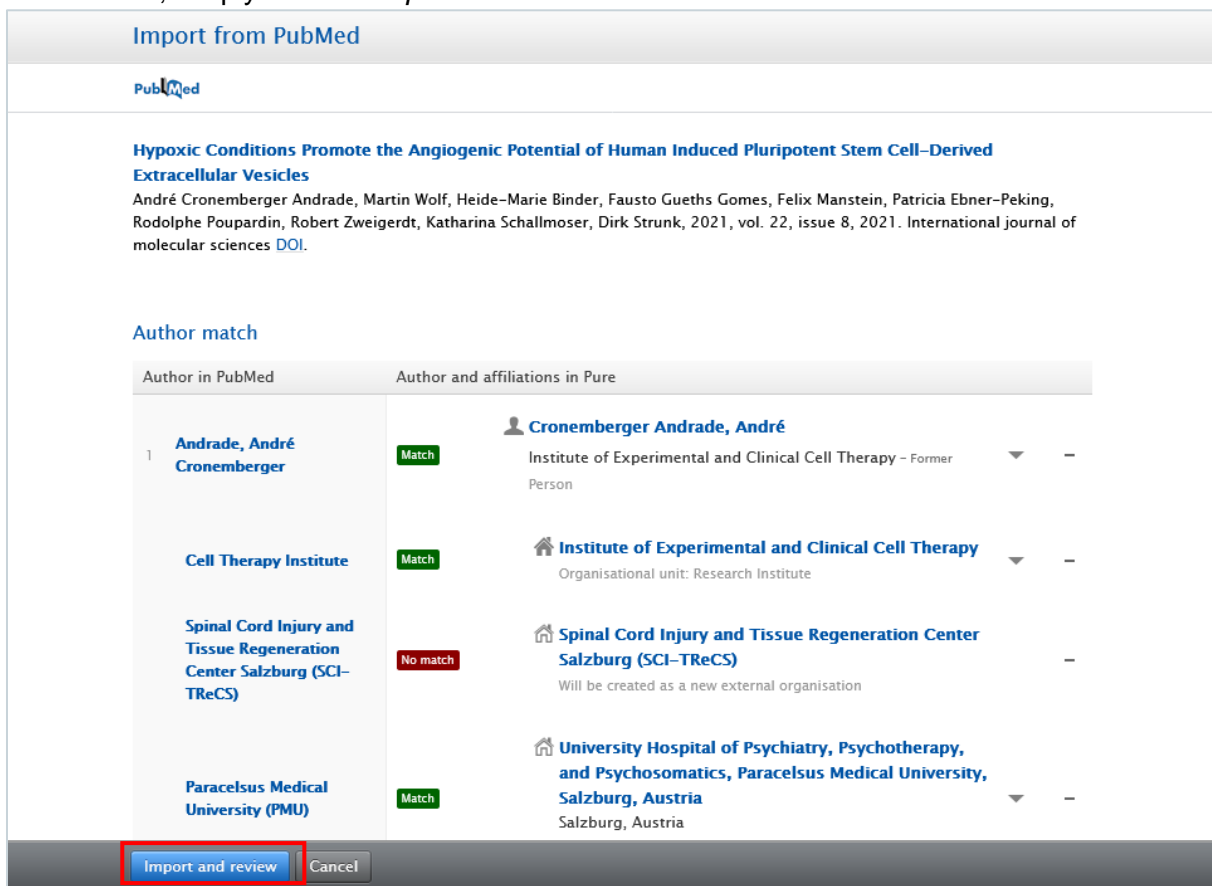 Import from PubMed
PubMed
Hypoxic Conditions Promote the Angiogenic Potential of Human Induced Pluripotent Stem Cell-Derived
Extracellular Vesicles
André Cronemberger Andrade, Martin Wolf, Heide-Marie Binder, Fausto Gueths Gomes, Felix Manstein, Patricia Ebner-Peking,
Rodolphe Poupardin, Robert Zweigerdt, Katharina Schallmoser, Dirk Strunk, 2021, vol. 22, issue 8, 2021. International journal of
molecular sciences DOI.
Author match
Author in PubMed Author and affiliations in Pure
1 Andrade, André
Cronemberger
Match
Cronemberger Andrade, André
Institute of Experimental and Clinical Cell Therapy - Former
Person
Cell Therapy Institute
Match
Institute of Experimental and Clinical Cell Therapy
Organisational unit: Research Institute
Spinal Cord Injury and
Tissue Regeneration
Center Salzburg (SCI-
TReCS)
No match
Spinal Cord Injury and Tissue Regeneration Center
Salzburg (SCI-TReCS)
Will be created as a new external organisation
Paracelsus Medical
University (PMU)
Match
University Hospital of Psychiatry, Psychotherapy,
and Psychosomatics, Paracelsus Medical University,
Salzburg, Austria
Salzburg, Austria
Import and review Cancel